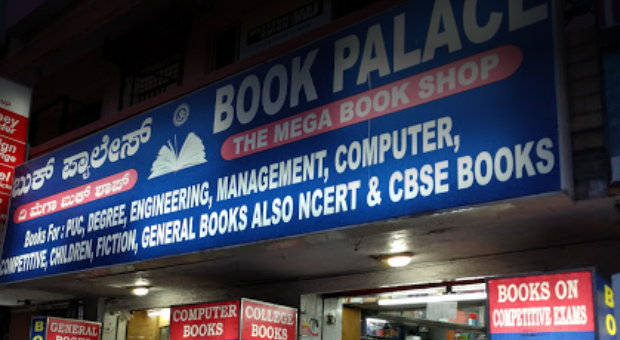 ಬುಕ್ ಪ್ಯಾಲೇಸ್
ದಿ ಮೆಗಾ ಬುಕ್ ಶಾಪ್
BOOK PALACE
THE MEGA BOOK SHOP
Books For : PUC, DEGREE, ENGINEERING, MANAGEMENT, COMPUTER,
COMPETITIVE, CHILDREN, FICTION, GENERAL BOOKS ALSO NCERT & CBSE BOOKS
GENERAL
COMPUTER
BOOKS
COLLEGE
BOOKS
BOOKS ON
COMPETITIVE EXAMS